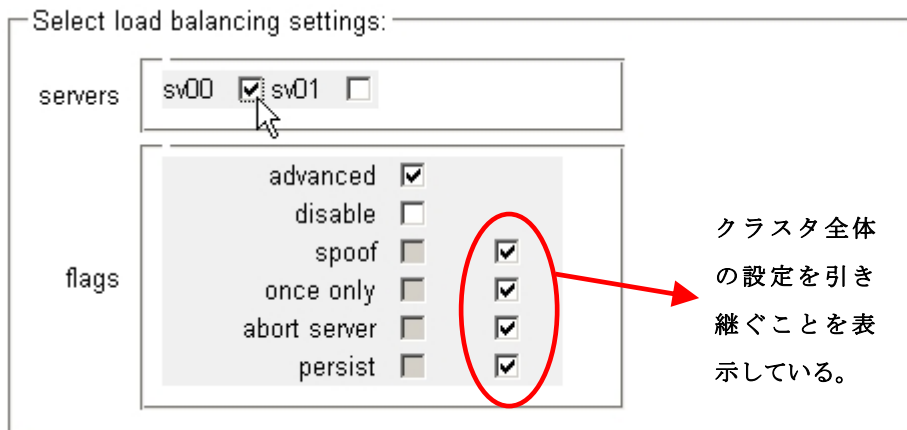 Select load balancing settings:
servers
sv00 sv01
advanced
disable
spoof
flags
once only
abort server
persist
クラスタ全体
の設定を引き
継ぐことを表
示している。